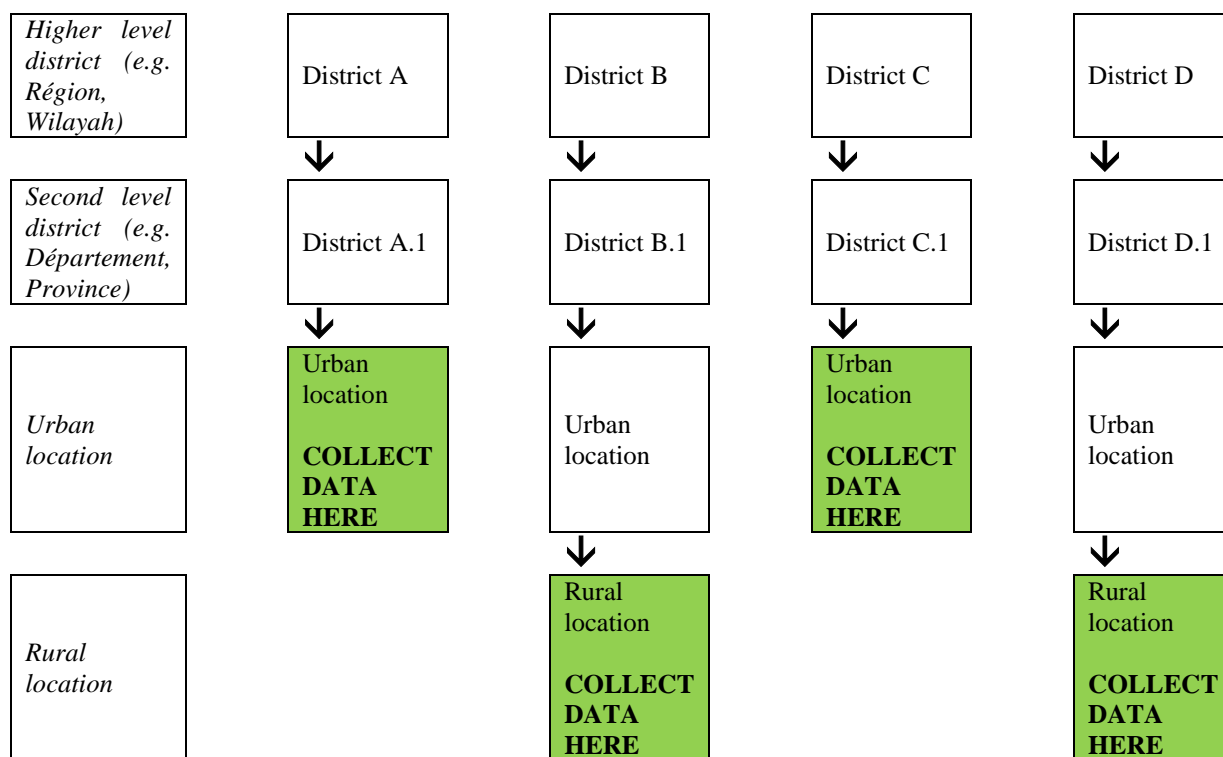 Higher level
district (e.g.
Région,
Wilayah)
District A
District B
District C
District D
Second level
district (e.g.
Département,
Province)
District A.1
District B.1
District C.1
District D.1
Urban
location
Urban
location
COLLECT
DATA
HERE
Urban
location
Urban
location
COLLECT
DATA
HERE
Urban
location
Rural
location
Rural
location
COLLECT
DATA
HERE
Rural
location
COLLECT
DATA
HERE